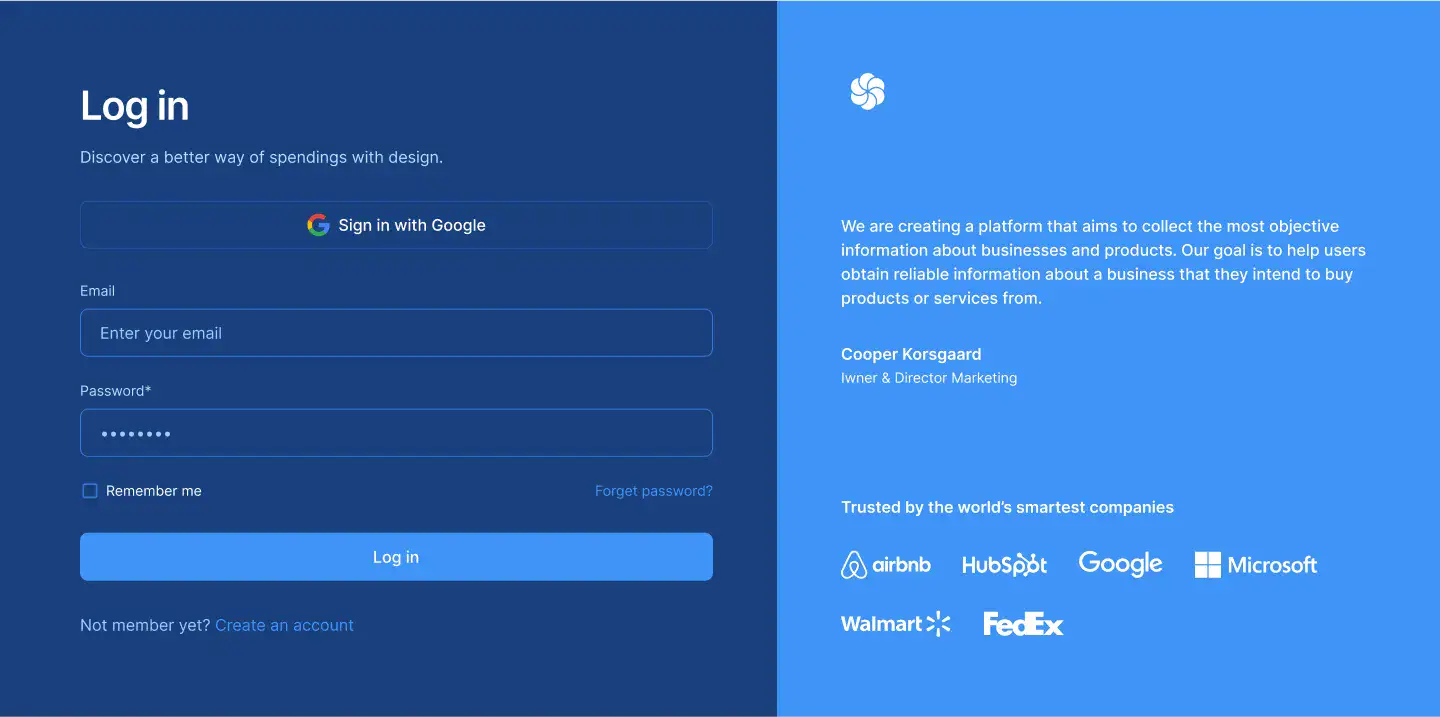 Log in
Discover a better way of spendings with design.
Sign in with Google
Email
Enter your email
Password*
••••••••
Remember me
Forget password?
Log in
Not member yet? Create an account
We are creating a platform that aims to collect the most objective
information about businesses and products. Our goal is to help users
obtain reliable information about a business that they intend to buy
products or services from.
Cooper Korsgaard
Iwner & Director Marketing
Trusted by the world’s smartest companies
airbnb HubSpot Google Microsoft
Walmart FedEx